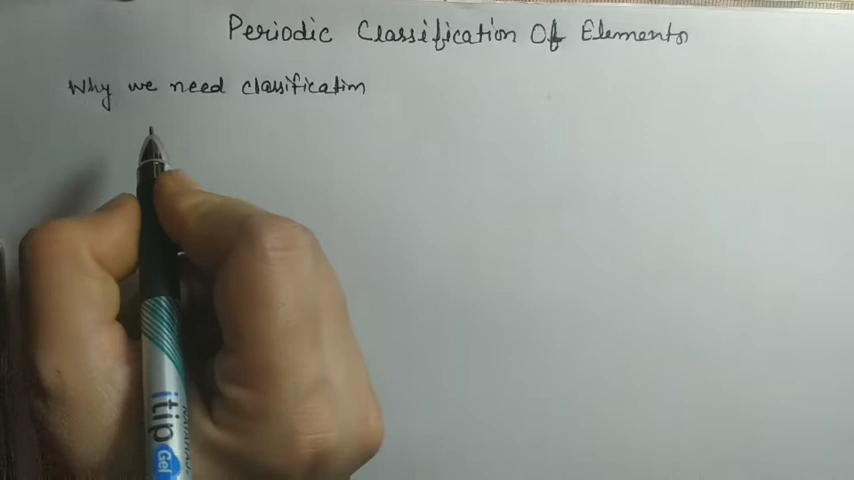 Periodic Classification Of Elements
Why we need classification
itip
Gel